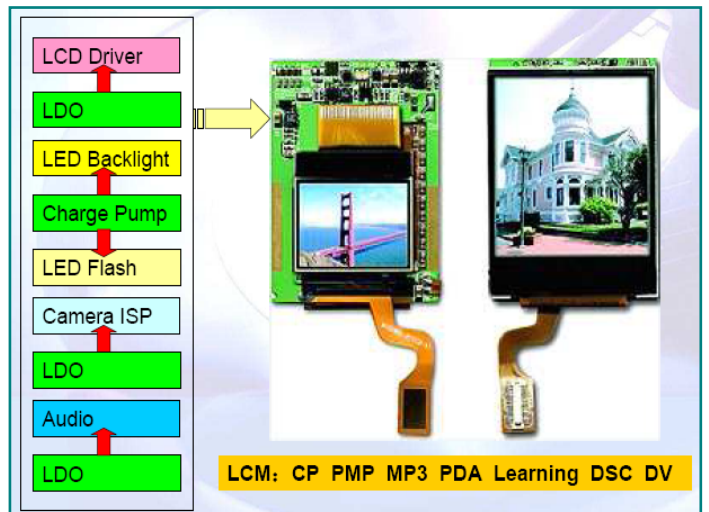 LCD Driver
LDO
LED Backlight
Charge Pump
LED Flash
Camera ISP
LDO
Audio
LDO
LCM: CP PMP MP3 PDA Learning DSC DV